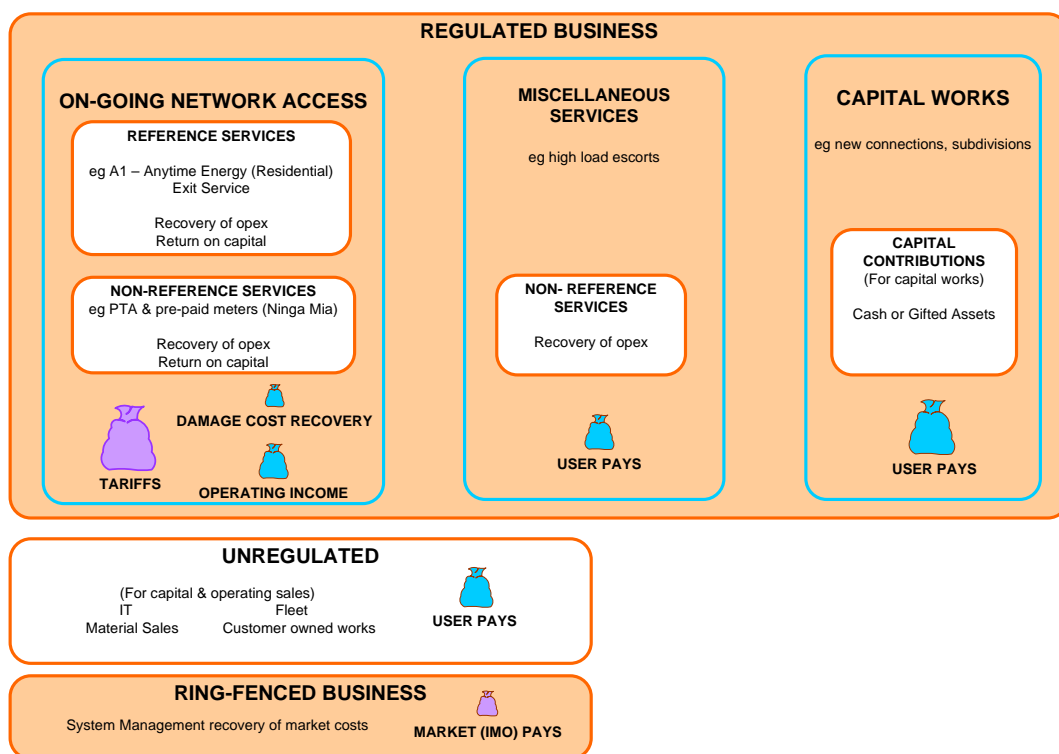 REGULATED BUSINESS
ON-GOING NETWORK ACCESS
REFERENCE SERVICES
eg A1 – Anytime Energy (Residential)
Exit Service
Recovery of opex
Return on capital
NON-REFERENCE SERVICES
eg PTA & pre-paid meters (Ninga Mia)
Recovery of opex
Return on capital
DAMAGE COST RECOVERY
TARIFFS
OPERATING INCOME
MISCELLANEOUS
SERVICES
eg high load escorts
NON- REFERENCE
SERVICES
Recovery of opex
USER PAYS
CAPITAL WORKS
eg new connections, subdivisions
CAPITAL
CONTRIBUTIONS
(For capital works)
Cash or Gifted Assets
USER PAYS
UNREGULATED
(For capital & operating sales)
IT Fleet
Material Sales Customer owned works
USER PAYS
RING-FENCED BUSINESS
System Management recovery of market costs
MARKET (IMO) PAYS